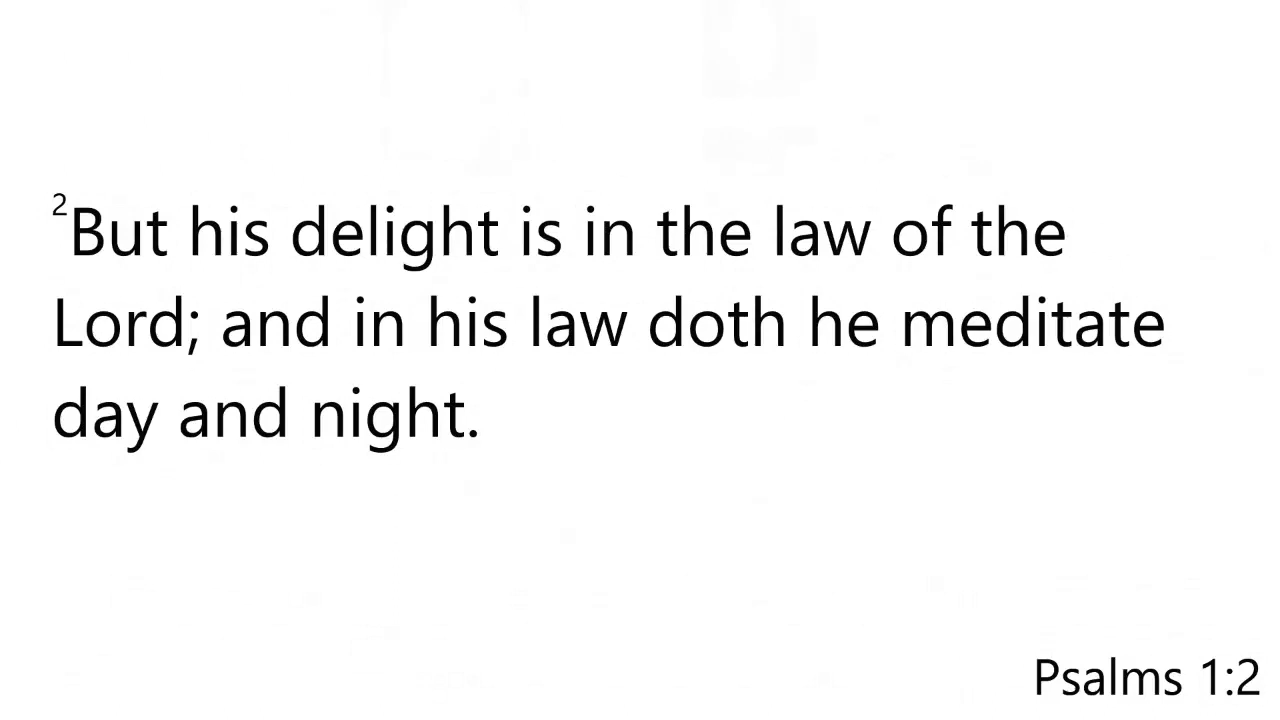 ²But his delight is in the law of the
Lord; and in his law doth he meditate
day and night.
Psalms 1:2